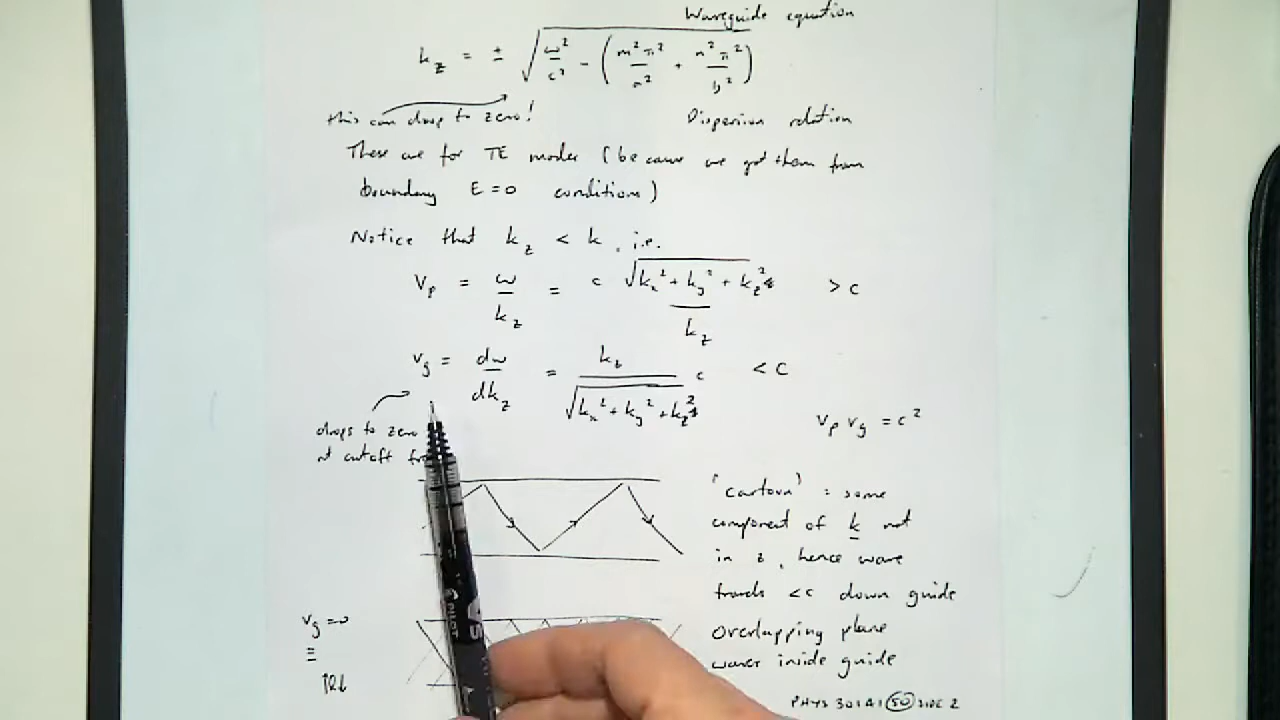 Waveguide equation
k_z = ± √(ω²/c² - (m²π²/a² + n²π²/b²))
this can drop to zero!
Dispersion relation
These are for TE modes (because we got them from
boundary E=0 conditions)
Notice that k_z < k, i.e.
v_p = ω/k_z = c √(k_x² + k_y² + k_z²)/k_z > c
v_g = dω/dk_z = k_z/√(k_x² + k_y² + k_z²) c < c
drops to zero
at cutoff
v_p v_g = c²
"cartoon": some
component of k not
in z, hence wave
travels <c down guide
v_g = 0
≡
overlapping plane
waves inside guide
PHYS 30141 (50) SIDE 2
PILOT
V5